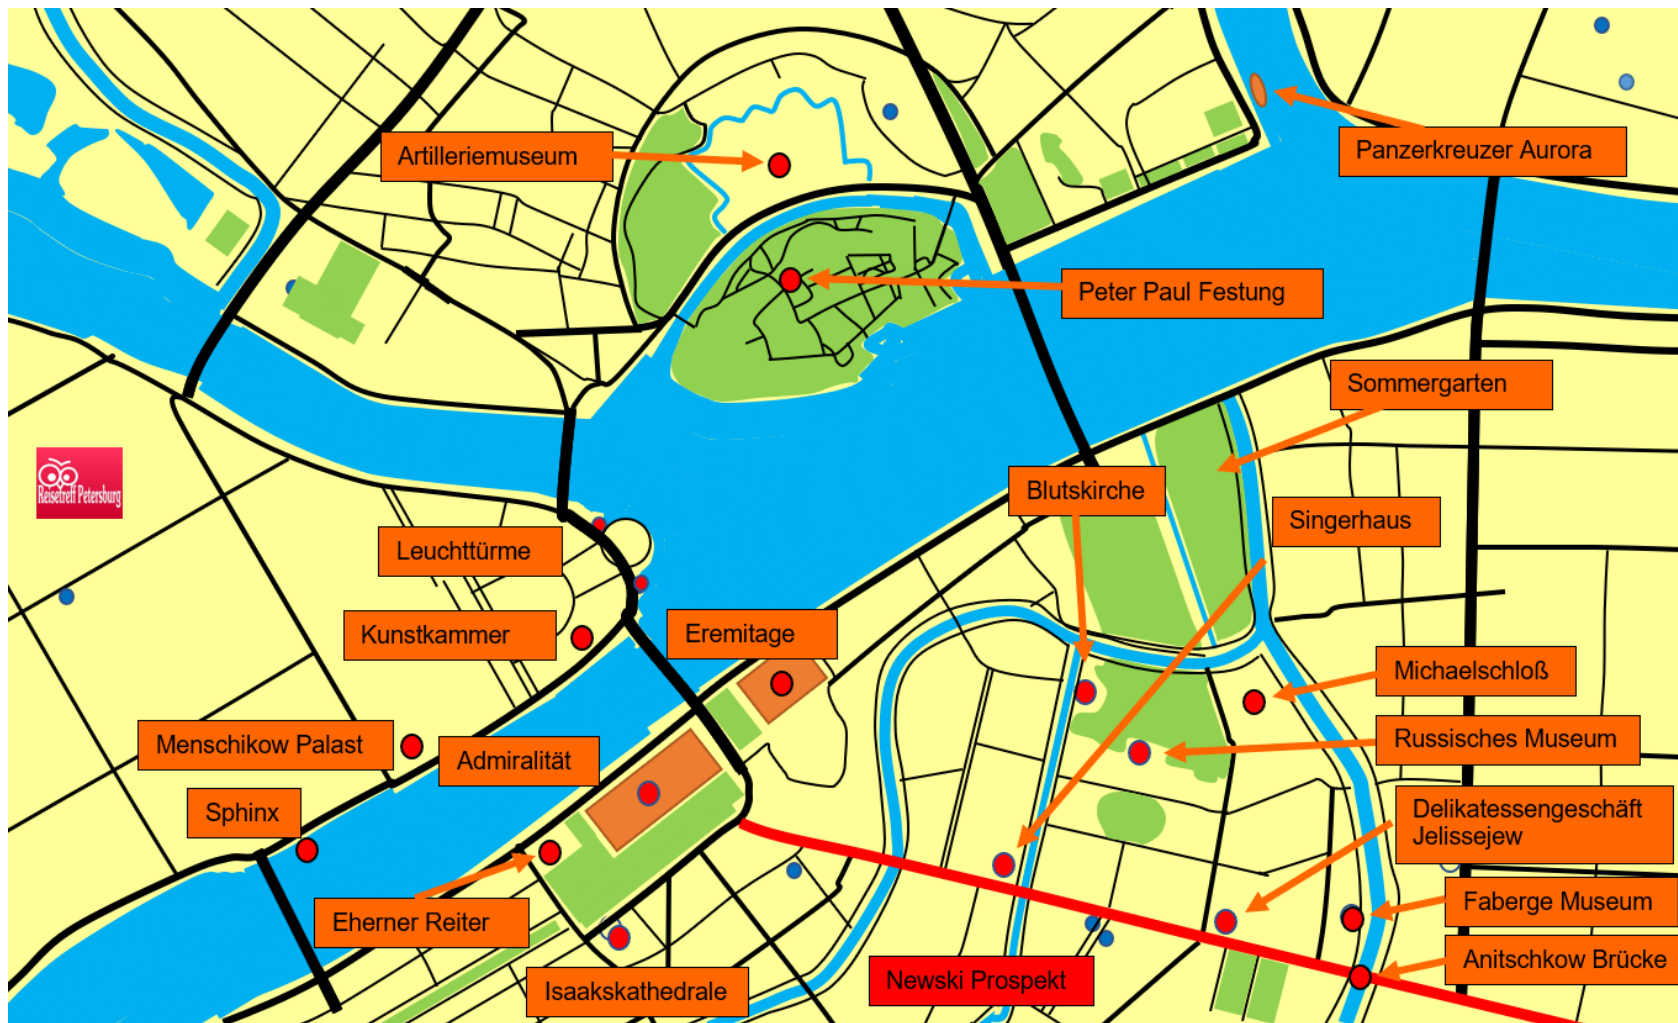 Artilleriemuseum
Panzerkreuzer Aurora
Peter Paul Festung
Sommergarten
Reisetreff Petersburg
Blutskirche
Singerhaus
Leuchttürme
Kunstkammer
Eremitage
Michaelschloß
Menschikow Palast
Admiralität
Russisches Museum
Sphinx
Delikatessengeschäft
Jelissejew
Eherner Reiter
Faberge Museum
Isaakskathedrale
Newski Prospekt
Anitschkow Brücke